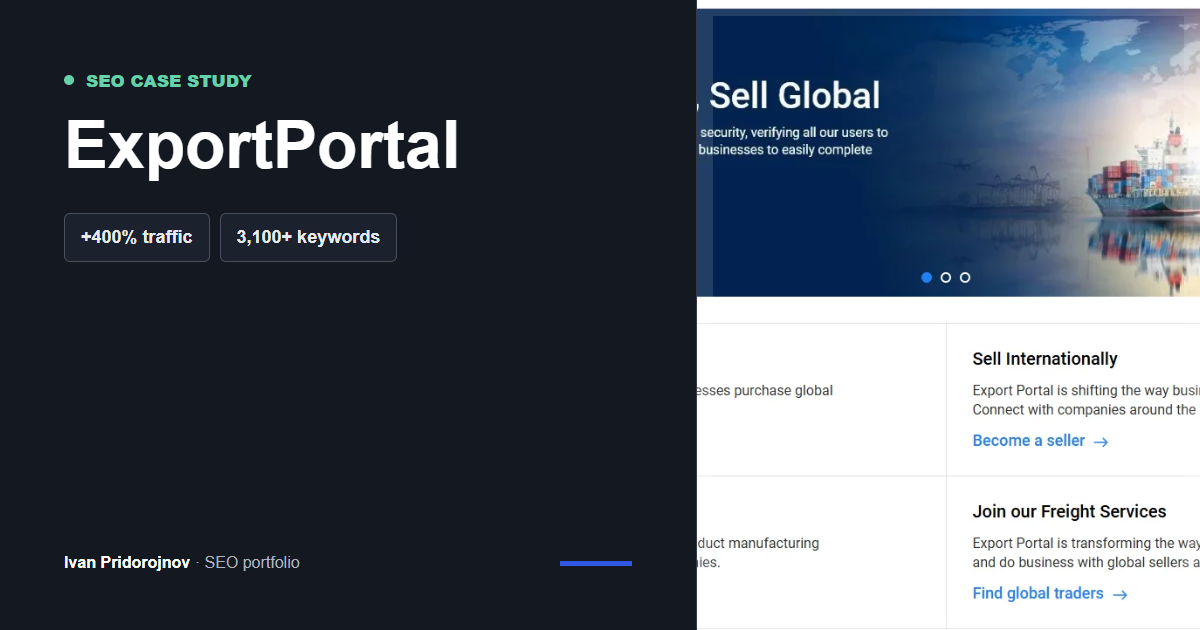 SEO CASE STUDY
ExportPortal
+400% traffic
3,100+ keywords
Ivan Pridorojnov · SEO portfolio
, Sell Global
security, verifying all our users to
businesses to easily complete
esses purchase global
Sell Internationally
Export Portal is shifting the way busi
Connect with companies around the
Become a seller →
duct manufacturing
ies.
Join our Freight Services
Export Portal is transforming the way
and do business with global sellers a
Find global traders →